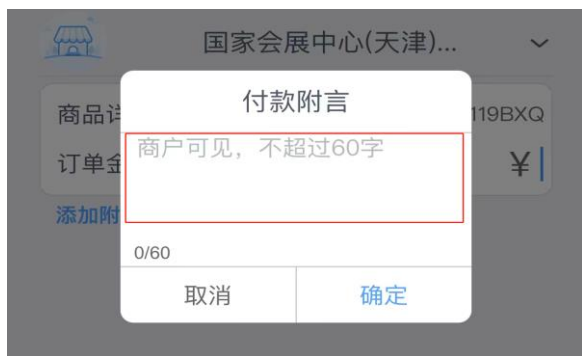 国家会展中心(天津)...
付款附言
商品详
119BXQ
商户可见，不超过60字
订单金
¥
添加附
0/60
取消
确定